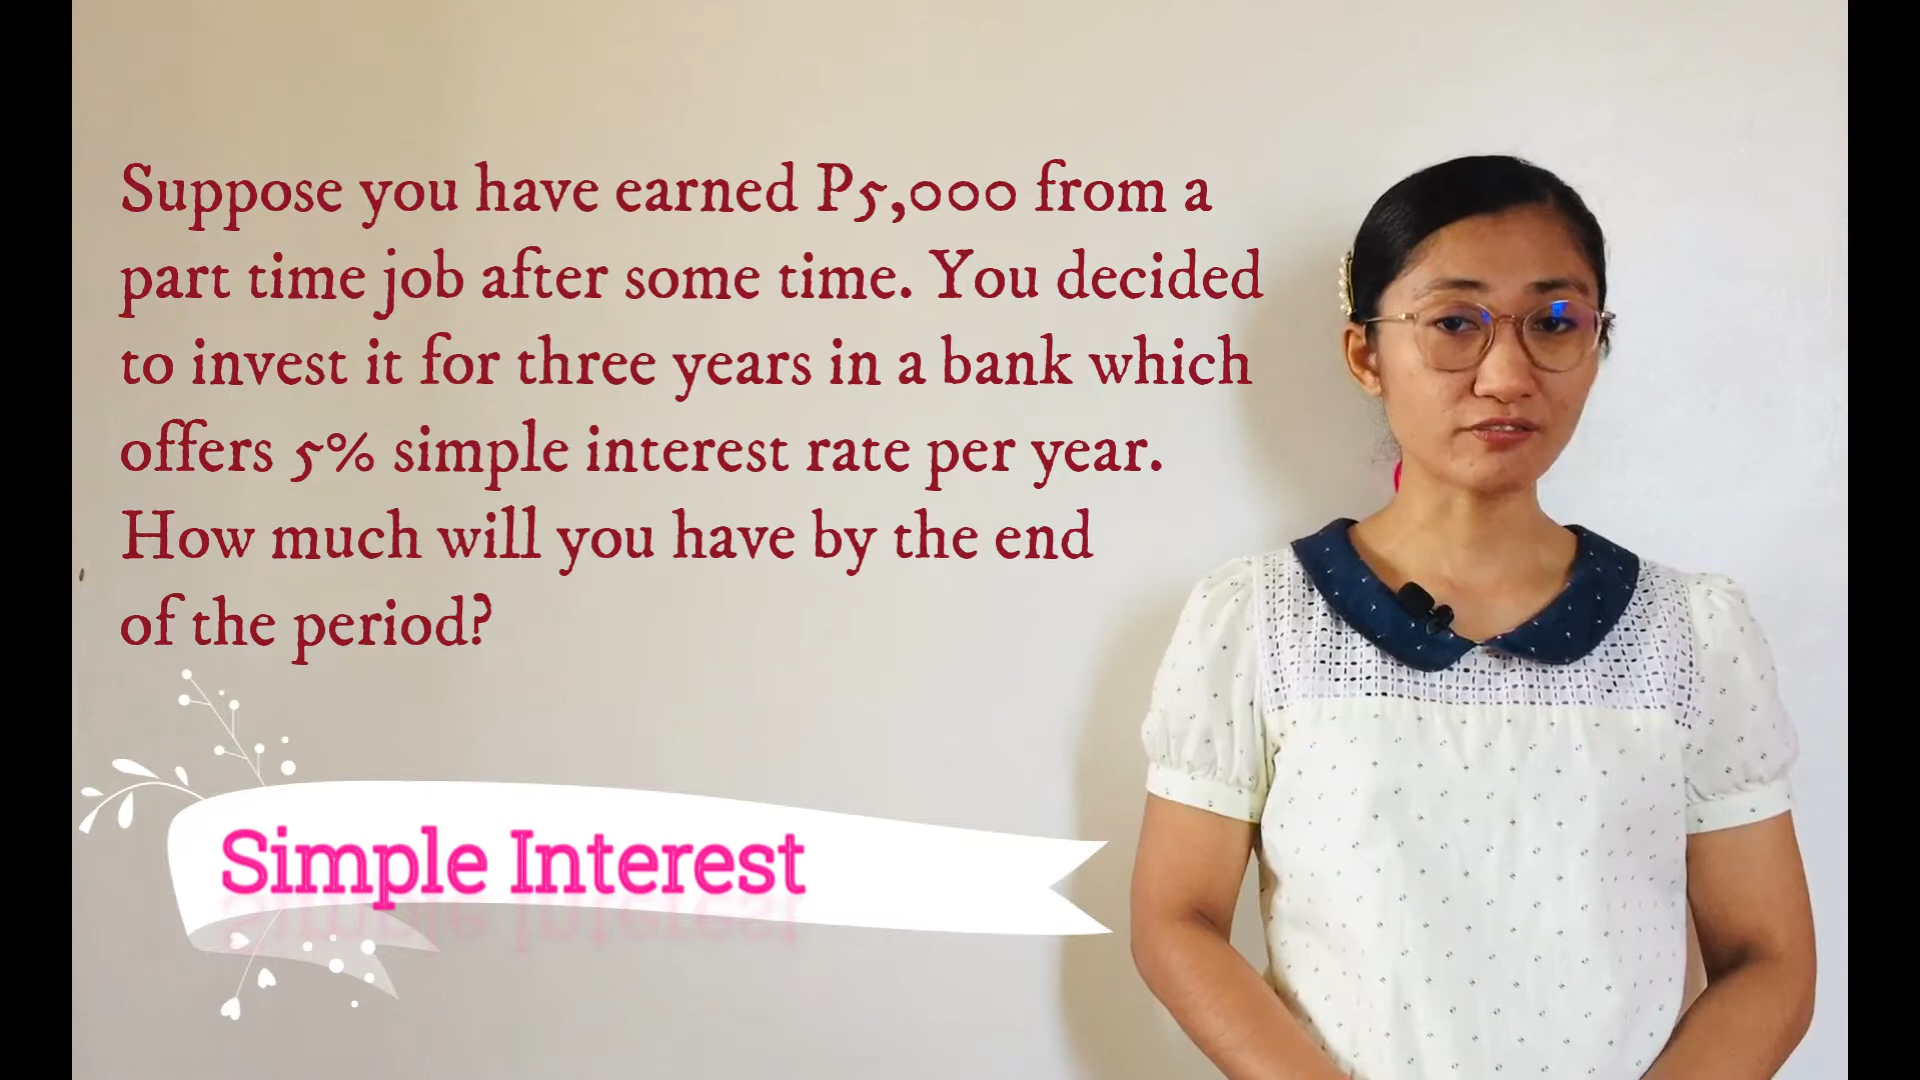 Suppose you have earned P5,000 from a
part time job after some time. You decided
to invest it for three years in a bank which
offers 5% simple interest rate per year.
How much will you have by the end
of the period?
Simple Interest